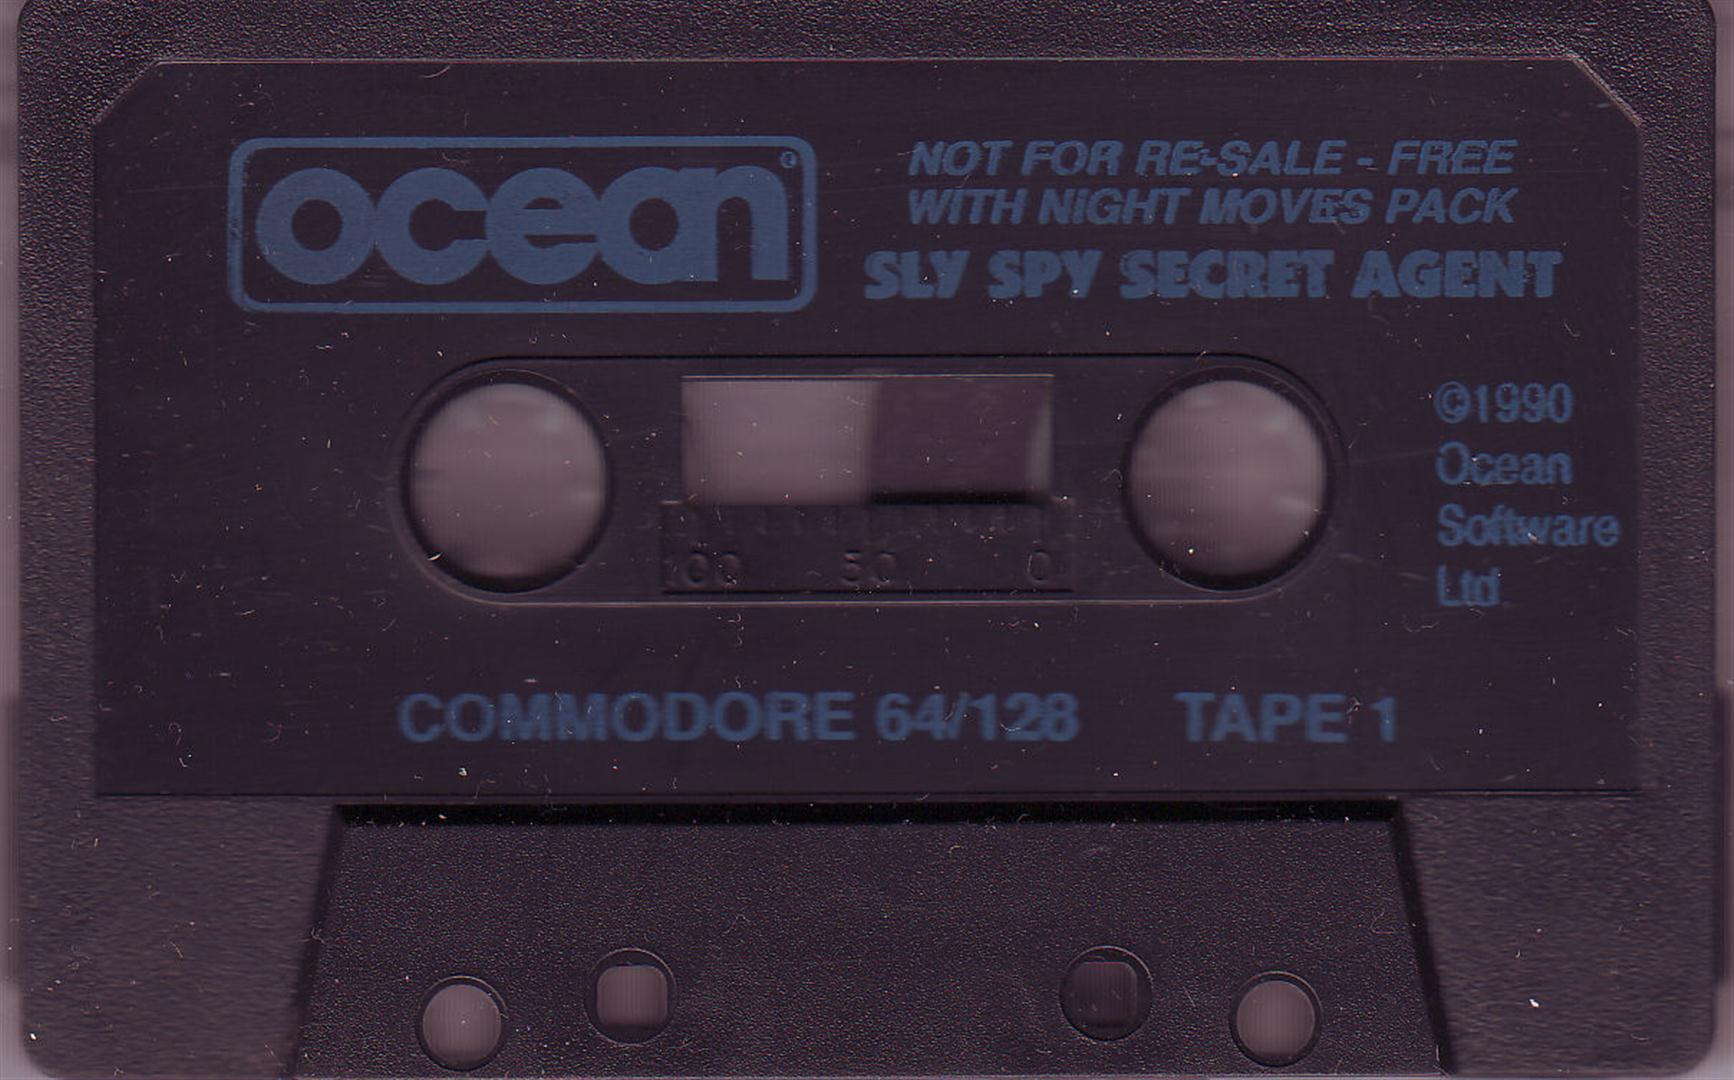 ocean
NOT FOR RE-SALE - FREE
WITH NIGHT MOVES PACK
SLY SPY SECRET AGENT
©1990
Ocean
Software
Ltd
100 50 0
COMMODORE 64/128 TAPE 1